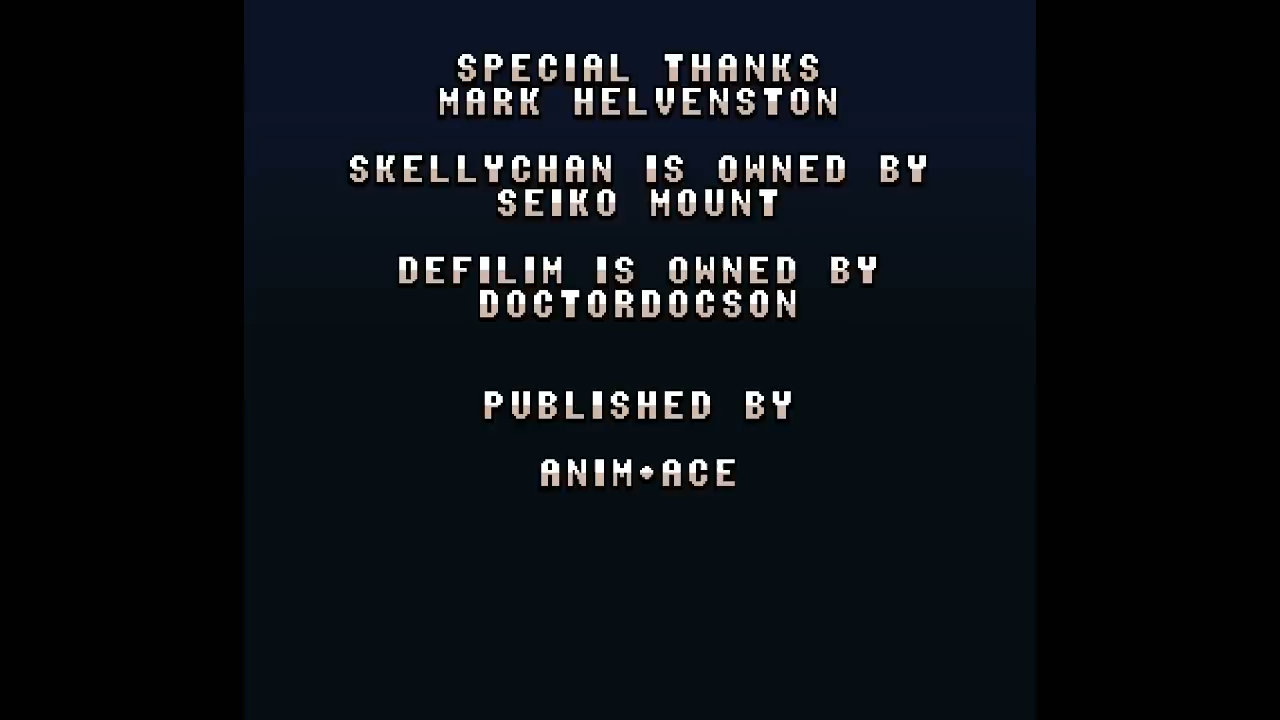 SPECIAL THANKS
MARK HELVENSTON
SKELLYCHAN IS OWNED BY
SEIKO MOUNT
DEFILIM IS OWNED BY
DOCTORDOCSON
PUBLISHED BY
ANIM•ACE